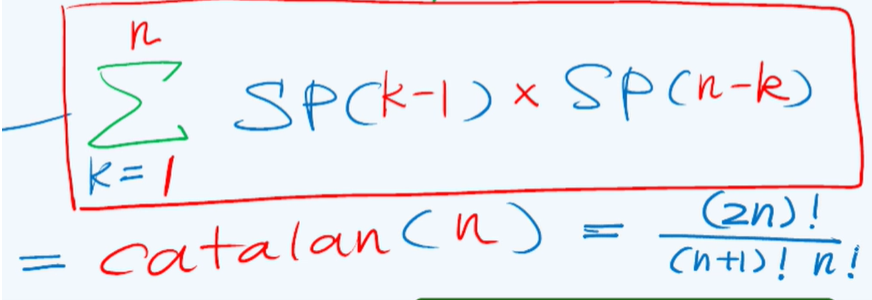 n
∑ SP(k-1) × SP(n-k)
k = 1
= catalan(n) = (2n)! / (n+1)! n!